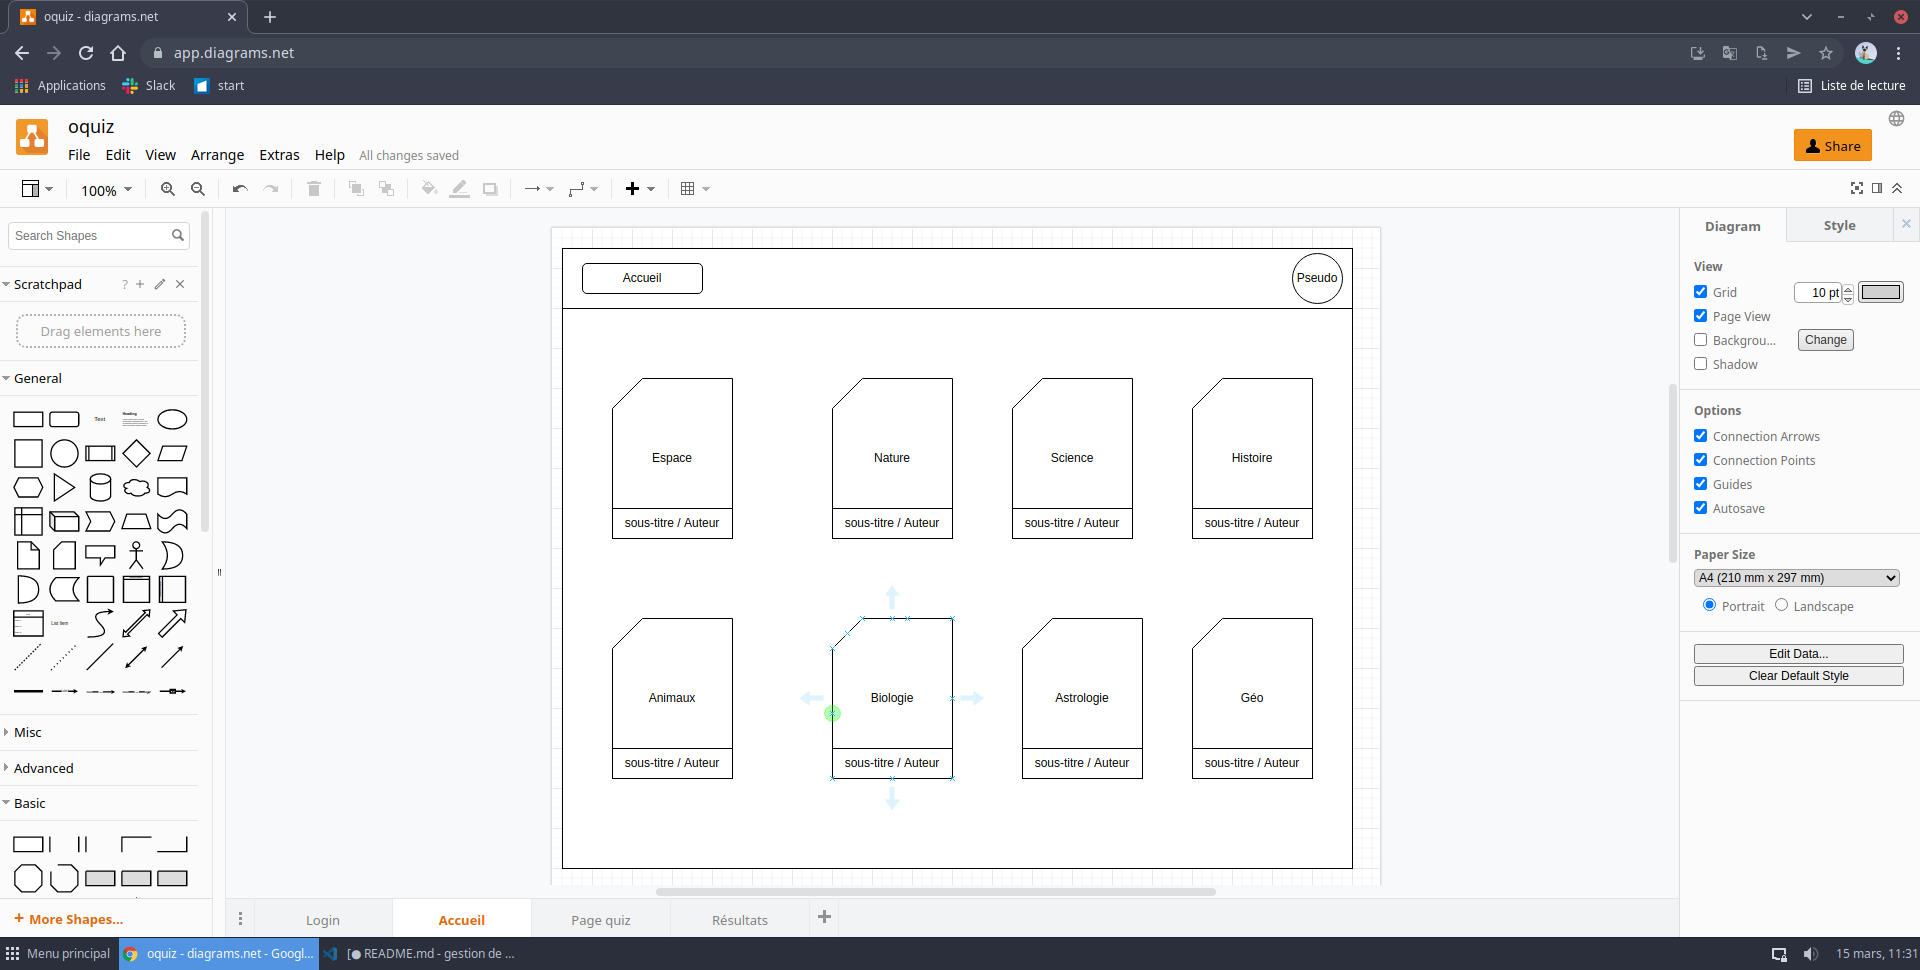 oquiz - diagrams.net
app.diagrams.net
Applications
Slack
start
Liste de lecture
oquiz
File
Edit
View
Arrange
Extras
Help
All changes saved
Share
100%
Search Shapes
Scratchpad
?
Drag elements here
General
Text
Heading
List Item
Misc
Advanced
Basic
+ More Shapes...
Accueil
Pseudo
Espace
Nature
Science
Histoire
sous-titre / Auteur
sous-titre / Auteur
sous-titre / Auteur
sous-titre / Auteur
Animaux
Biologie
Astrologie
Géo
sous-titre / Auteur
sous-titre / Auteur
sous-titre / Auteur
sous-titre / Auteur
Diagram
Style
View
Grid
10 pt
Page View
Backgrou...
Change
Shadow
Options
Connection Arrows
Connection Points
Guides
Autosave
Paper Size
A4 (210 mm x 297 mm)
Portrait
Landscape
Edit Data...
Clear Default Style
Login
Accueil
Page quiz
Résultats
Menu principal
oquiz - diagrams.net - Googl...
[● README.md - gestion de ...
15 mars, 11:31